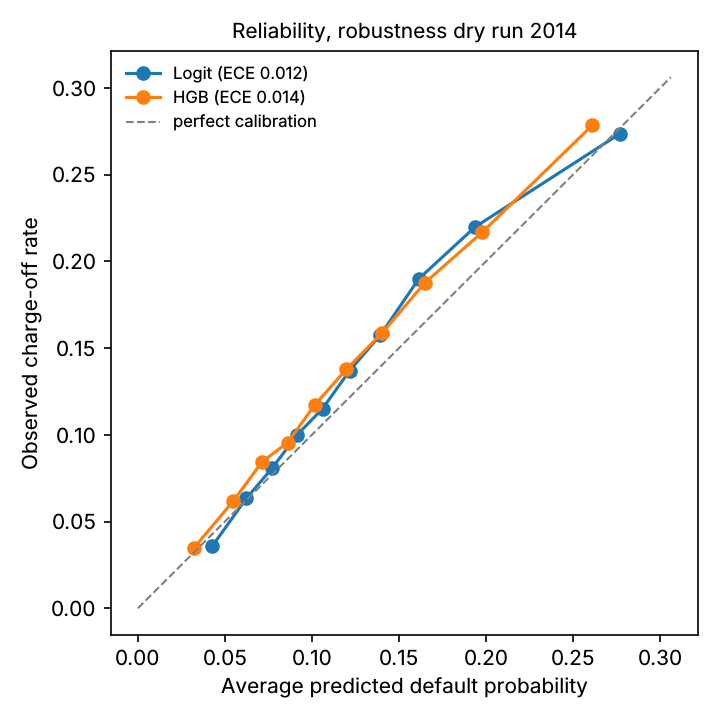 Reliability, robustness dry run 2014
Logit (ECE 0.012)
HGB (ECE 0.014)
perfect calibration
Observed charge-off rate
0.30
0.25
0.20
0.15
0.10
0.05
0.00
0.00 0.05 0.10 0.15 0.20 0.25 0.30
Average predicted default probability